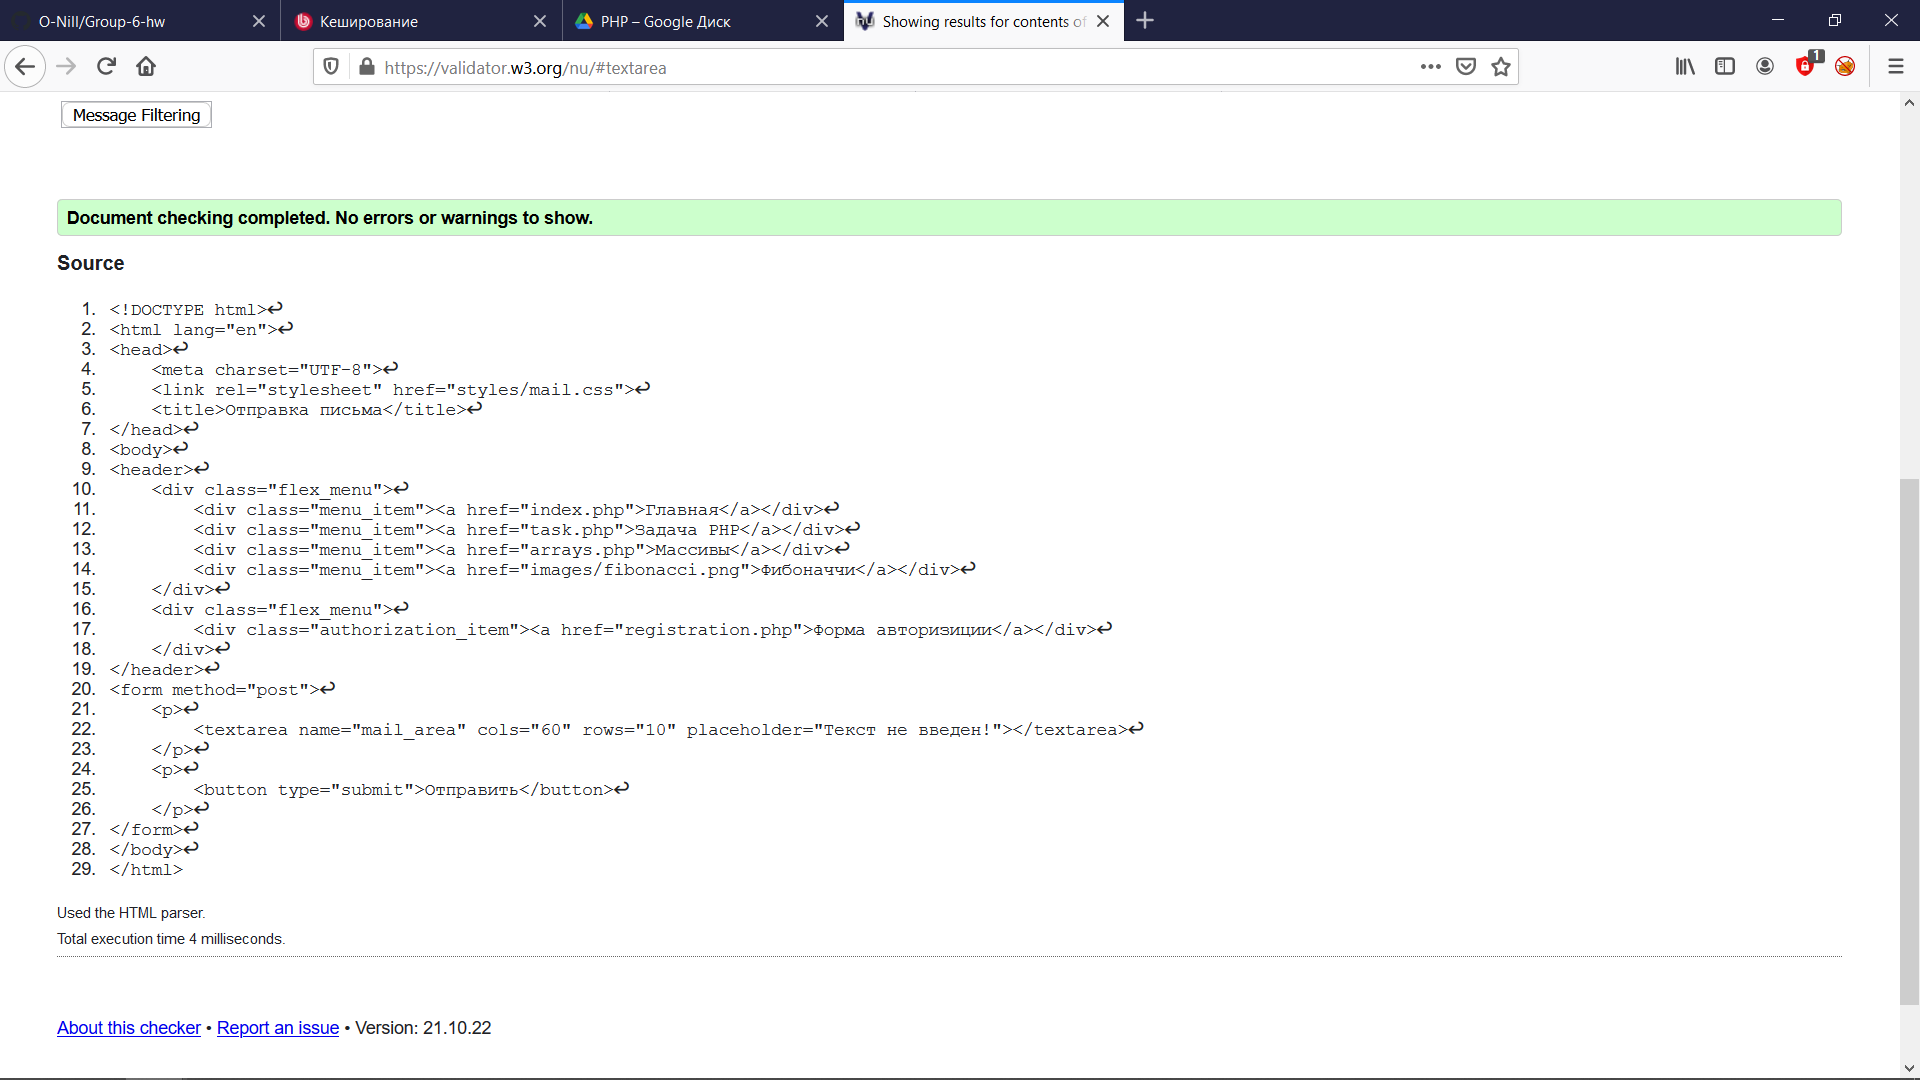 O-Nill/Group-6-hw
Кеширование
PHP – Google Диск
Showing results for contents of
https://validator.w3.org/nu/#textarea
1
Message Filtering
Document checking completed. No errors or warnings to show.
Source
1. <!DOCTYPE html>↩
2. <html lang="en">↩
3. <head>↩
4.     <meta charset="UTF-8">↩
5.     <link rel="stylesheet" href="styles/mail.css">↩
6.     <title>Отправка письма</title>↩
7. </head>↩
8. <body>↩
9. <header>↩
10.     <div class="flex_menu">↩
11.         <div class="menu_item"><a href="index.php">Главная</a></div>↩
12.         <div class="menu_item"><a href="task.php">Задача PHP</a></div>↩
13.         <div class="menu_item"><a href="arrays.php">Массивы</a></div>↩
14.         <div class="menu_item"><a href="images/fibonacci.png">Фибоначчи</a></div>↩
15.     </div>↩
16.     <div class="flex_menu">↩
17.         <div class="authorization_item"><a href="registration.php">Форма авторизиции</a></div>↩
18.     </div>↩
19. </header>↩
20. <form method="post">↩
21.     <p>↩
22.         <textarea name="mail_area" cols="60" rows="10" placeholder="Текст не введен!"></textarea>↩
23.     </p>↩
24.     <p>↩
25.         <button type="submit">Отправить</button>↩
26.     </p>↩
27. </form>↩
28. </body>↩
29. </html>
Used the HTML parser.
Total execution time 4 milliseconds.
About this checker • Report an issue • Version: 21.10.22